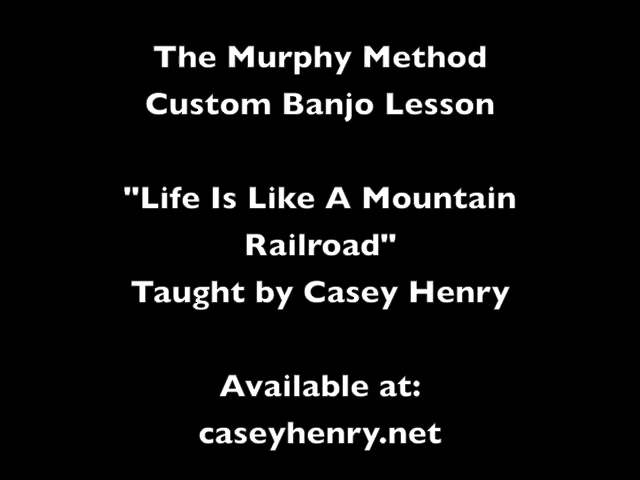 The Murphy Method
Custom Banjo Lesson
"Life Is Like A Mountain
Railroad"
Taught by Casey Henry
Available at:
caseyhenry.net